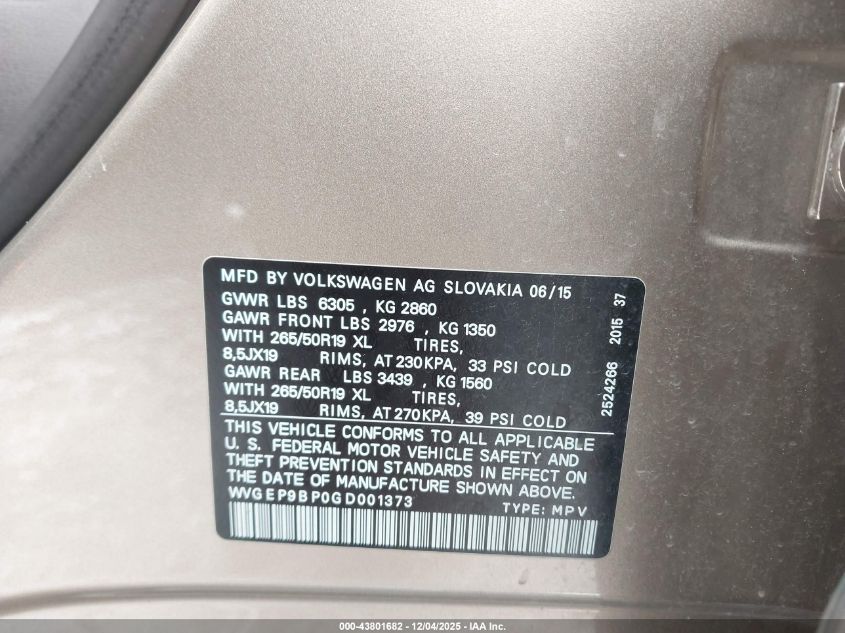 MFD BY VOLKSWAGEN AG SLOVAKIA 06/15
GVWR LBS 6305 , KG 2860
GAWR FRONT LBS 2976 , KG 1350
WITH 265/50R19 XL TIRES,
8,5JX19 RIMS, AT 230KPA, 33 PSI COLD
GAWR REAR LBS 3439 , KG 1560
WITH 265/50R19 XL TIRES,
8,5JX19 RIMS, AT 270KPA, 39 PSI COLD
2524266 2015 37
THIS VEHICLE CONFORMS TO ALL APPLICABLE
U. S. FEDERAL MOTOR VEHICLE SAFETY AND
THEFT PREVENTION STANDARDS IN EFFECT ON
THE DATE OF MANUFACTURE SHOWN ABOVE.
WVGEP9BP0GD001373
TYPE: MPV
000-43801682 - 12/04/2025 - IAA Inc.